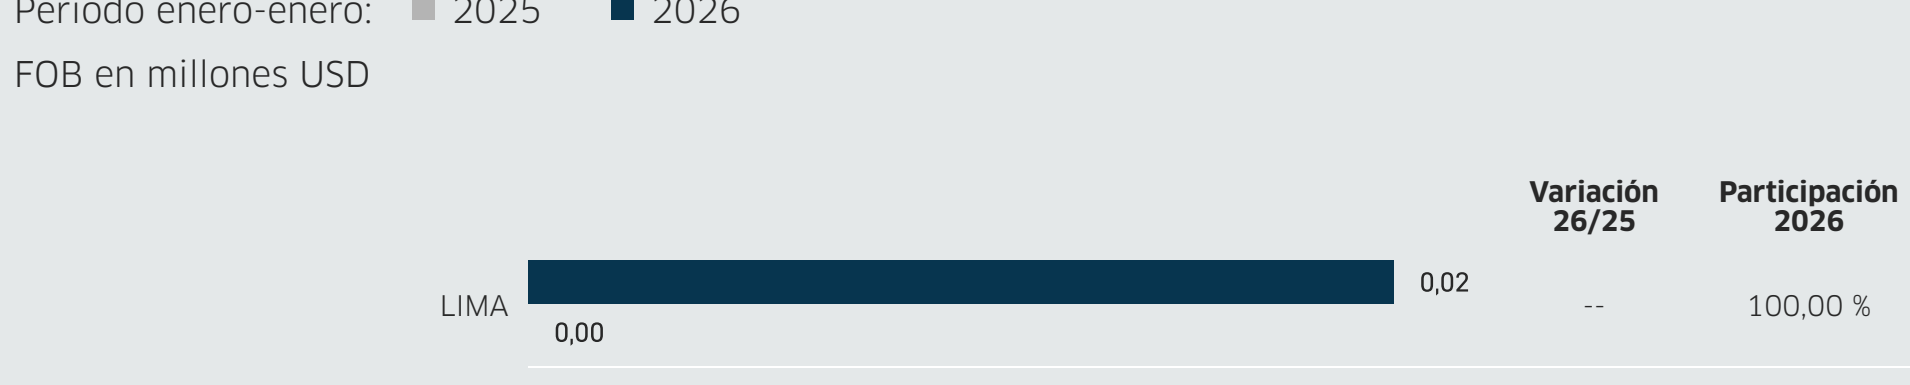 Período enero-enero: 2025 2026
FOB en millones USD
Variación 26/25 Participación 2026
LIMA 0,02 -- 100,00 %
0,00